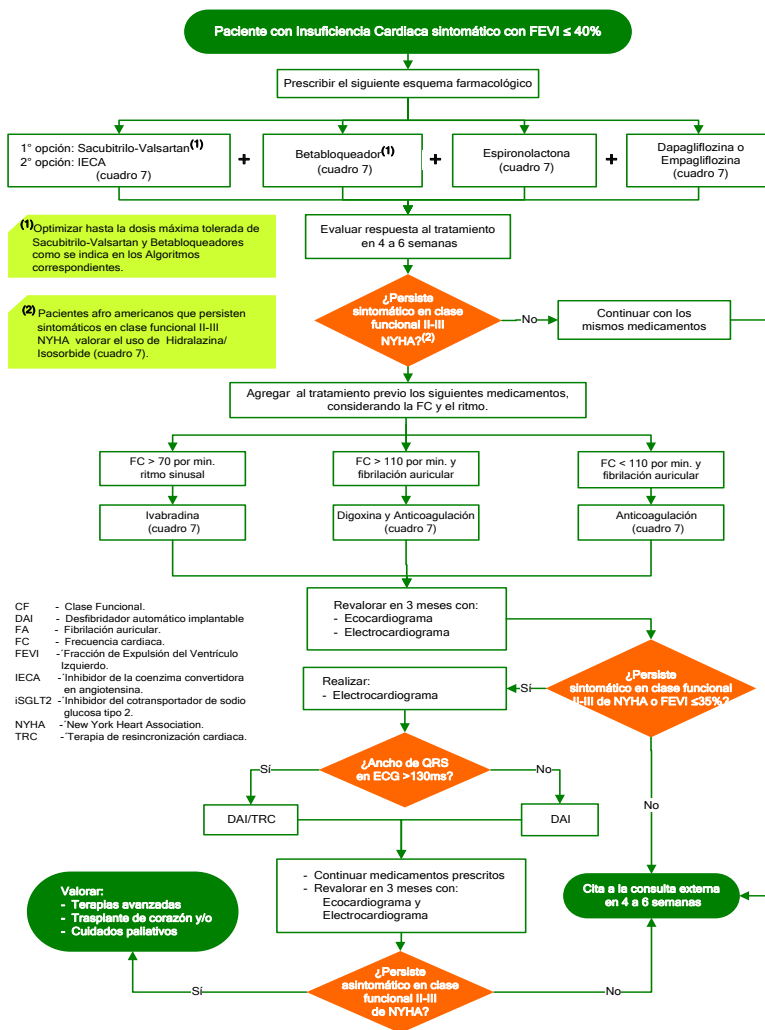 Paciente con Insuficiencia Cardiaca sintomático con FEVI ≤ 40%
Prescribir el siguiente esquema farmacológico
1° opción: Sacubitrilo-Valsartan(1)
2° opción: IECA
(cuadro 7)
+
Betabloqueador(1)
(cuadro 7)
+
Espironolactona
(cuadro 7)
+
Dapagliflozina o
Empagliflozina
(cuadro 7)
(1)Optimizar hasta la dosis máxima tolerada de
Sacubitrilo-Valsartan y Betabloqueadores
como se indica en los Algoritmos
correspondientes.
Evaluar respuesta al tratamiento
en 4 a 6 semanas
(2) Pacientes afro americanos que persisten
sintomáticos en clase funcional II-III
NYHA valorar el uso de Hidralazina/
Isosorbide (cuadro 7).
¿Persiste
sintomático en clase
funcional II-III
NYHA?(2)
No
Continuar con los
mismos medicamentos
Agregar al tratamiento previo los siguientes medicamentos,
considerando la FC y el ritmo.
FC > 70 por min.
ritmo sinusal
FC > 110 por min. y
fibrilación auricular
FC < 110 por min. y
fibrilación auricular
Ivabradina
(cuadro 7)
Digoxina y Anticoagulación
(cuadro 7)
Anticoagulación
(cuadro 7)
CF - Clase Funcional.
DAI - Desfibridador automático implantable
FA - Fibrilación auricular.
FC - Frecuencia cardiaca.
FEVI -´Fracción de Expulsión del Ventrículo
Izquierdo.
IECA -´Inhibidor de la coenzima convertidora
en angiotensina.
iSGLT2 -´Inhibidor del cotransportador de sodio
glucosa tipo 2.
NYHA -´New York Heart Association.
TRC -´Terapia de resincronización cardiaca.
Revalorar en 3 meses con:
- Ecocardiograma
- Electrocardiograma
¿Persiste
sintomático en clase funcional
II-III de NYHA o FEVI ≤35%?
Sí
Realizar:
- Electrocardiograma
¿Ancho de QRS
en ECG >130ms?
Sí
No
DAI/TRC
DAI
No
- Continuar medicamentos prescritos
- Revalorar en 3 meses con:
Ecocardiograma y
Electrocardiograma
Valorar:
- Terapias avanzadas
- Trasplante de corazón y/o
- Cuidados paliativos
Cita a la consulta externa
en 4 a 6 semanas
¿Persiste
asintomático en clase
funcional II-III
de NYHA?
Sí
No